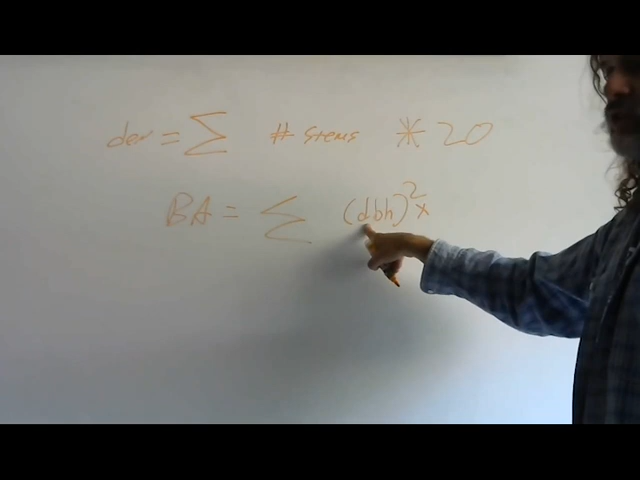 den = Σ # stems * 20
BA = Σ (dbh)²x